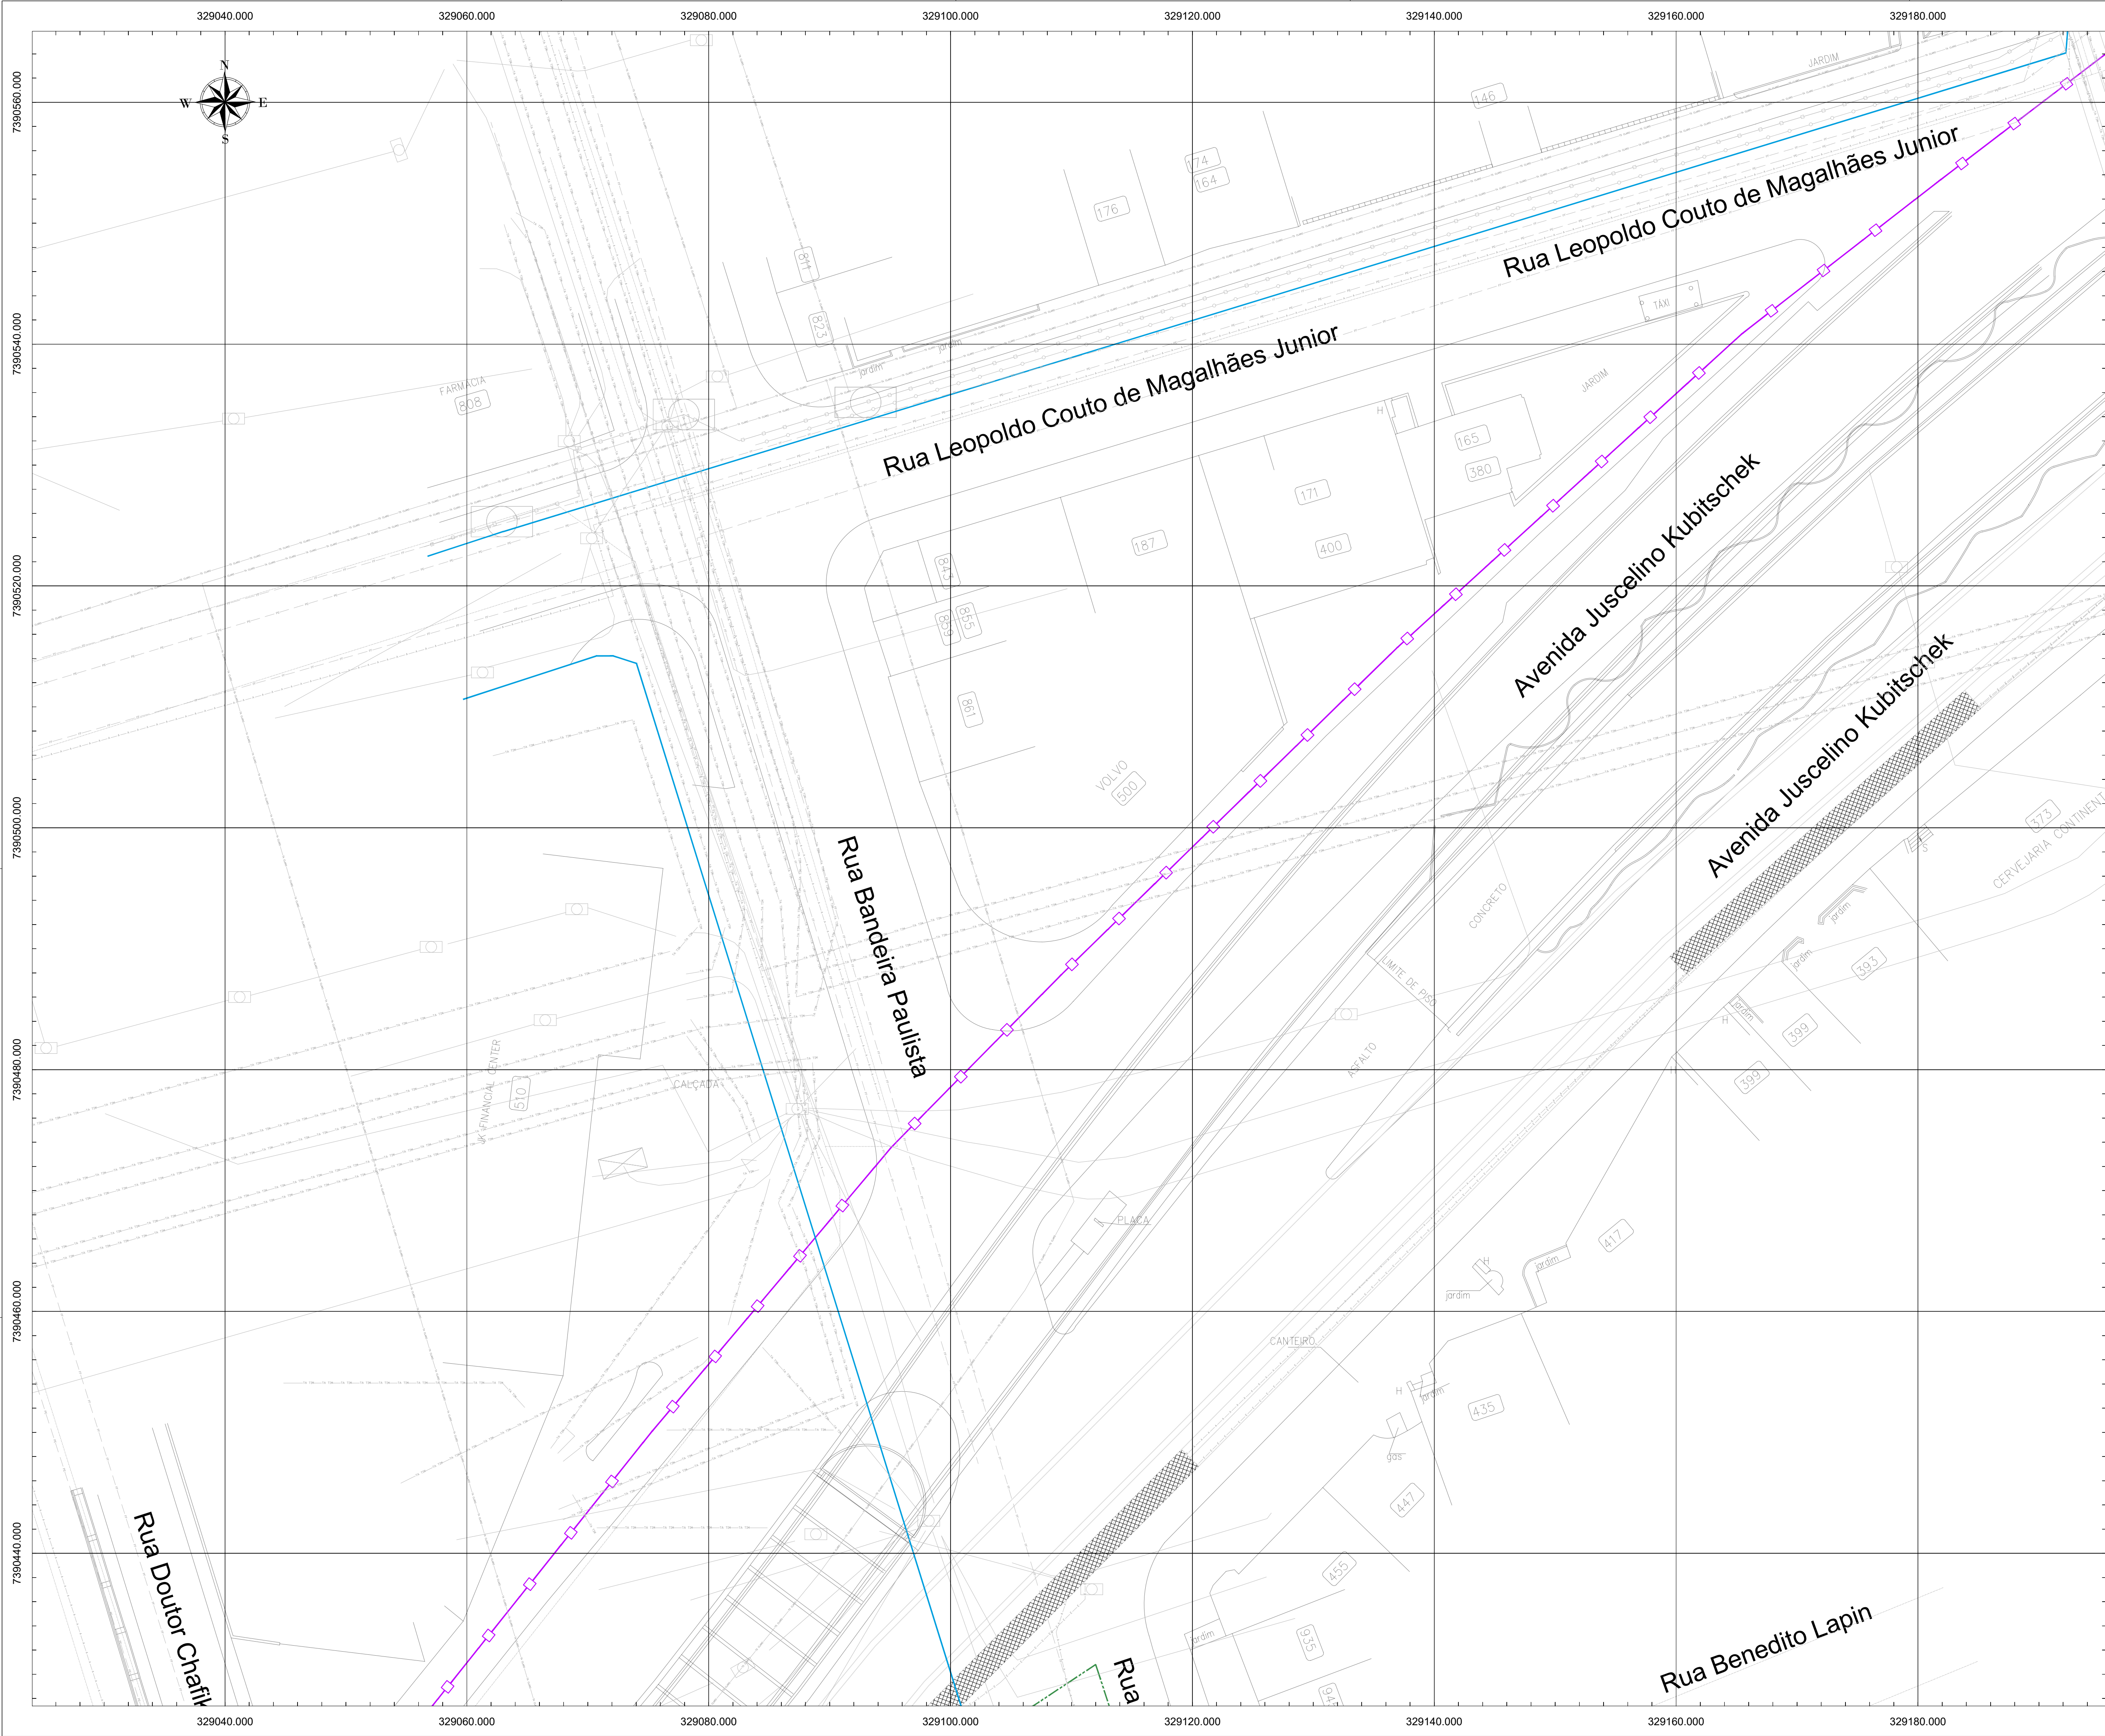 329040.000 329060.000 329080.000 329100.000 329120.000 329140.000 329160.000 329180.000
7390560.000
7390540.000
7390520.000
7390500.000
7390480.000
7390460.000
7390440.000
N
W E
S
JARDIM
146
174
164
176
Rua Leopoldo Couto de Magalhães Junior
811
823
TÁXI
jardim
jardim
Rua Leopoldo Couto de Magalhães Junior
FARMACIA
808
JARDIM
H
165
380
171
400
187
843
855
859
861
Avenida Juscelino Kubitschek
Avenida Juscelino Kubitschek
VOLVO
500
373
CERVEJARIA CONTINENT
S
Rua Bandeira Paulista
CONCRETO
jardim
jardim
393
LIMITE DE PISO
jardim
H
399
399
H
ASFALTO
JK FINANCIAL CENTER
510
CALÇADA
PLACA
417
H
jardim
jardim
CANTEIRO
H
jardim
435
gas
447
455
Rua Doutor Chafik
jardim
935
94
Rua
Rua Benedito Lapin
329040.000 329060.000 329080.000 329100.000 329120.000 329140.000 329160.000 329180.000